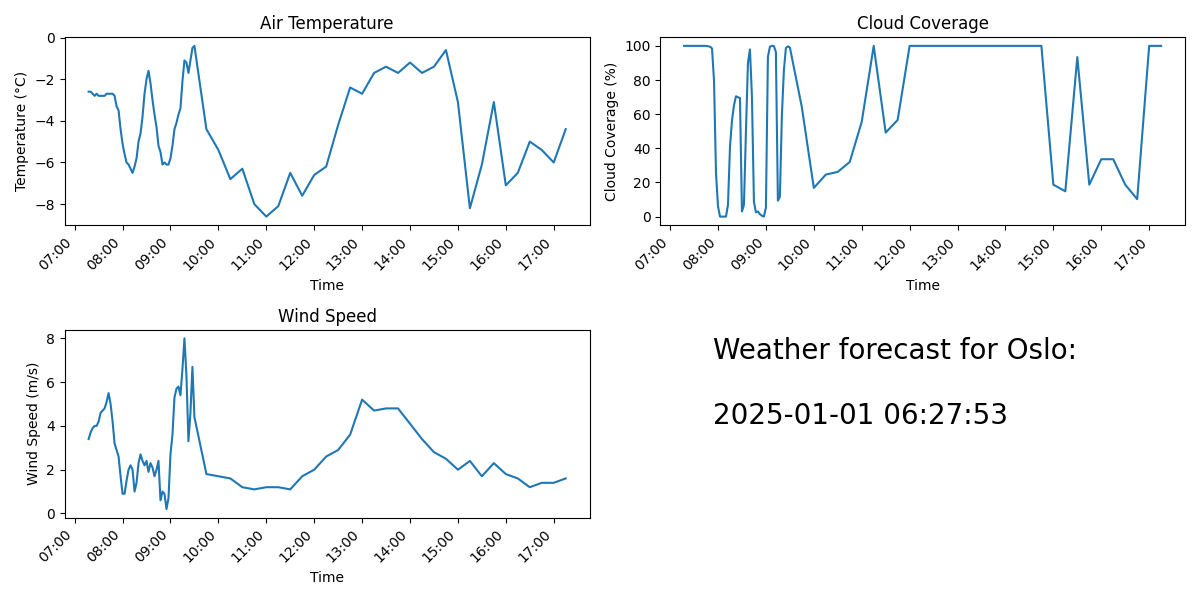 Air Temperature
Temperature (°C)
0
−2
−4
−6
−8
07:00 08:00 09:00 10:00 11:00 12:00 13:00 14:00 15:00 16:00 17:00
Time
Cloud Coverage
Cloud Coverage (%)
100
80
60
40
20
0
07:00 08:00 09:00 10:00 11:00 12:00 13:00 14:00 15:00 16:00 17:00
Time
Wind Speed
Wind Speed (m/s)
8
6
4
2
0
07:00 08:00 09:00 10:00 11:00 12:00 13:00 14:00 15:00 16:00 17:00
Time
Weather forecast for Oslo:
2025-01-01 06:27:53